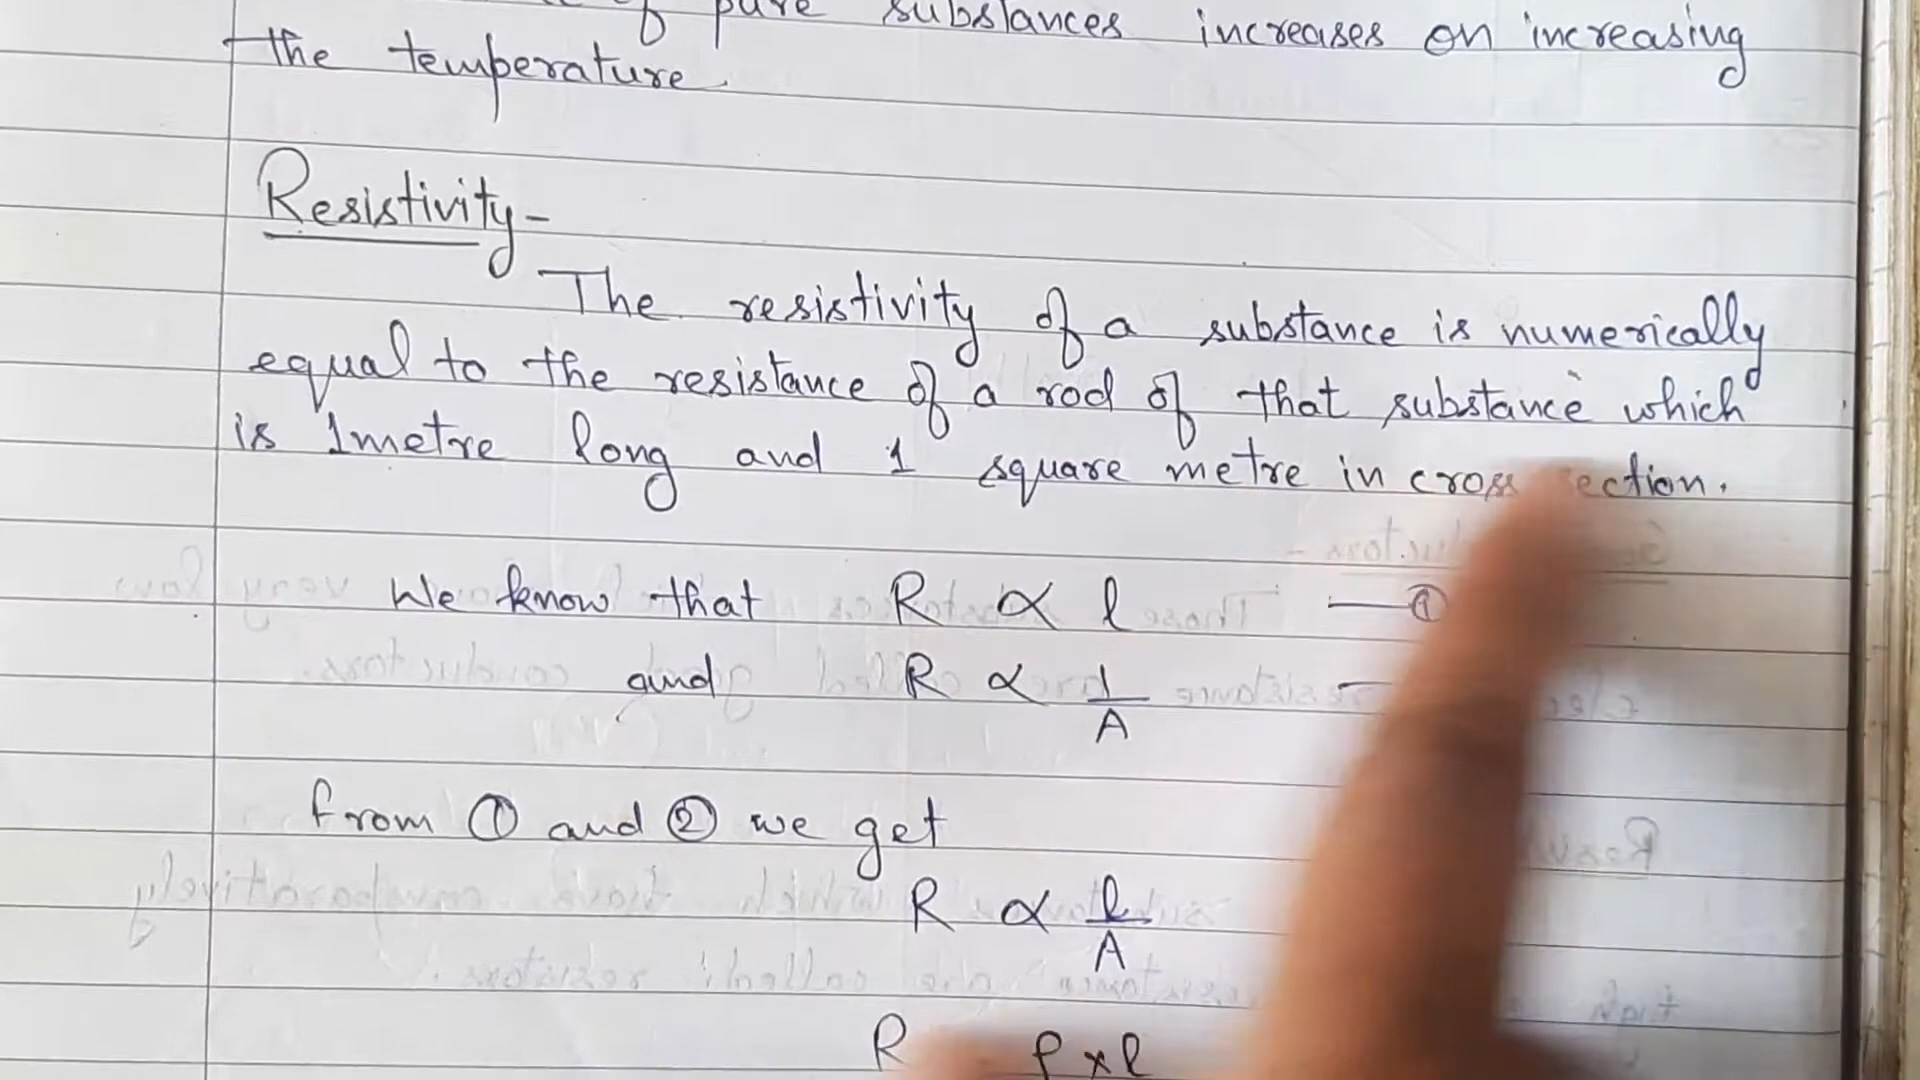 of pure substances increases on increasing
the temperature.
Resistivity-
The resistivity of a substance is numerically
equal to the resistance of a rod of that substance which
is 1metre long and 1 square metre in cross section.
We know that R ∝ l —①
and R ∝ 1/A —
from ① and ② we get
R ∝ l/A
R ρ × l